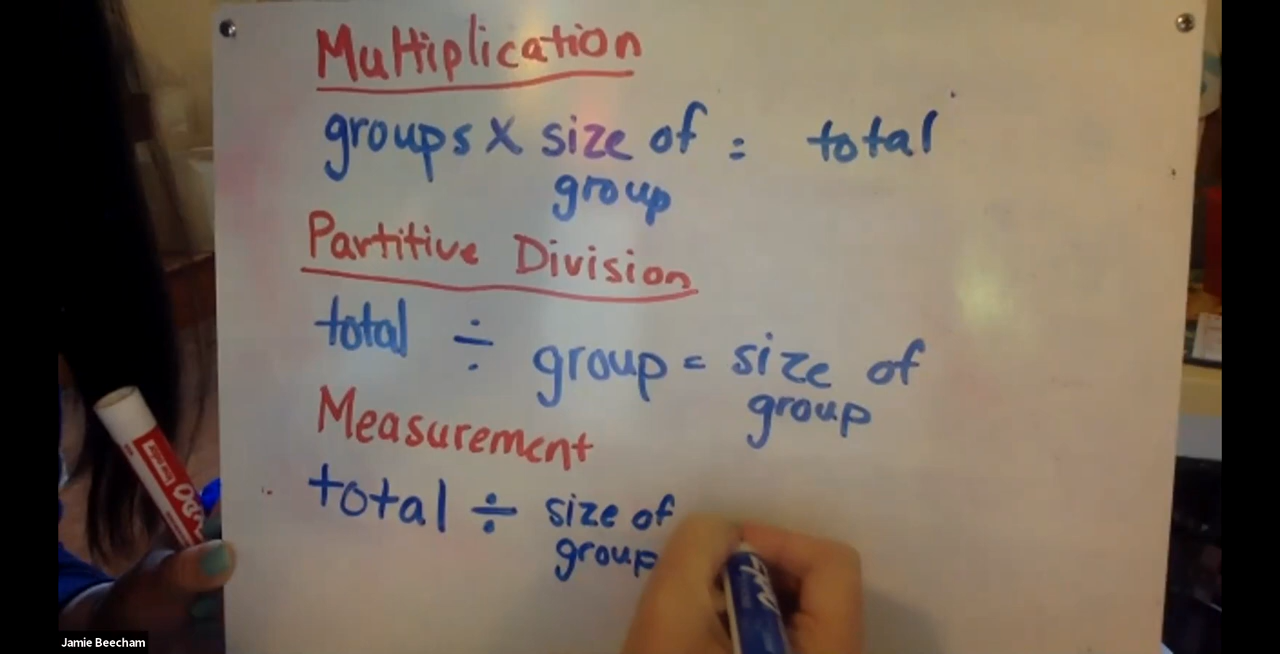 Multiplication
groups x size of = total
group
Partitive Division
total ÷ group = size of
group
Measurement
total ÷ size of
group
EXPO
Jamie Beecham